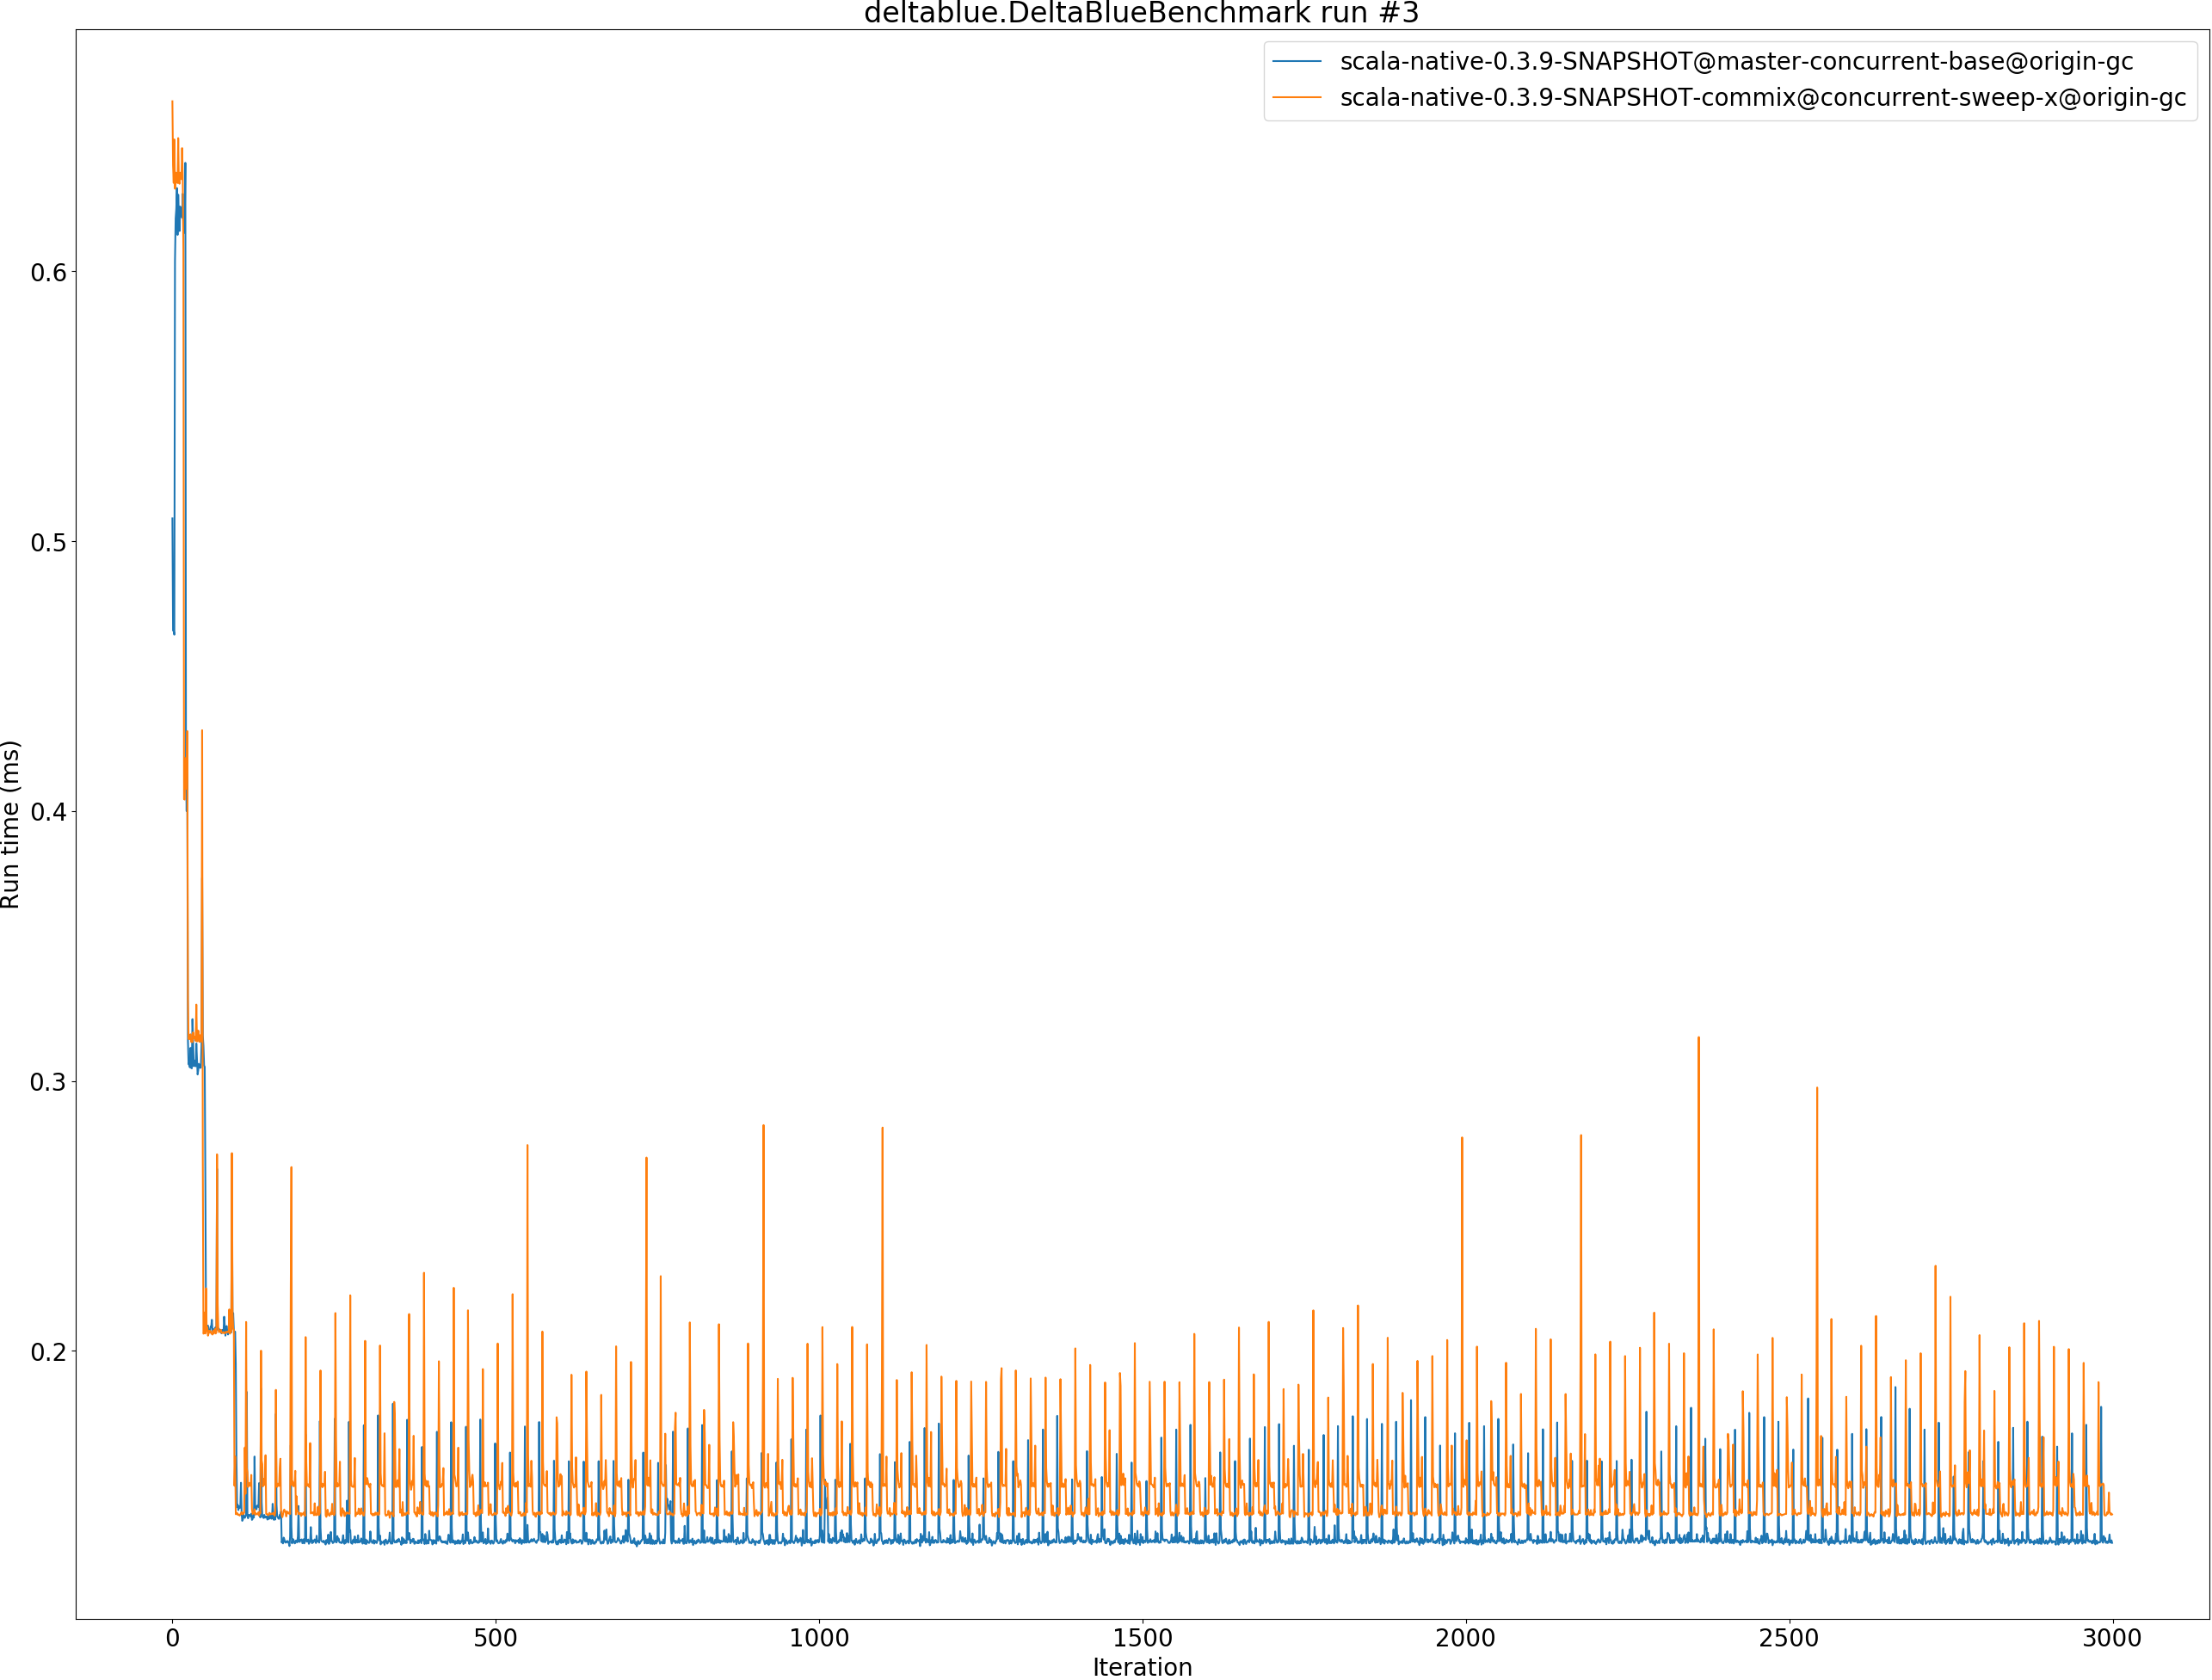 deltablue.DeltaBlueBenchmark run #3
scala-native-0.3.9-SNAPSHOT@master-concurrent-base@origin-gc
scala-native-0.3.9-SNAPSHOT-commix@concurrent-sweep-x@origin-gc
Run time (ms)
0.6
0.5
0.4
0.3
0.2
0 500 1000 1500 2000 2500 3000
Iteration